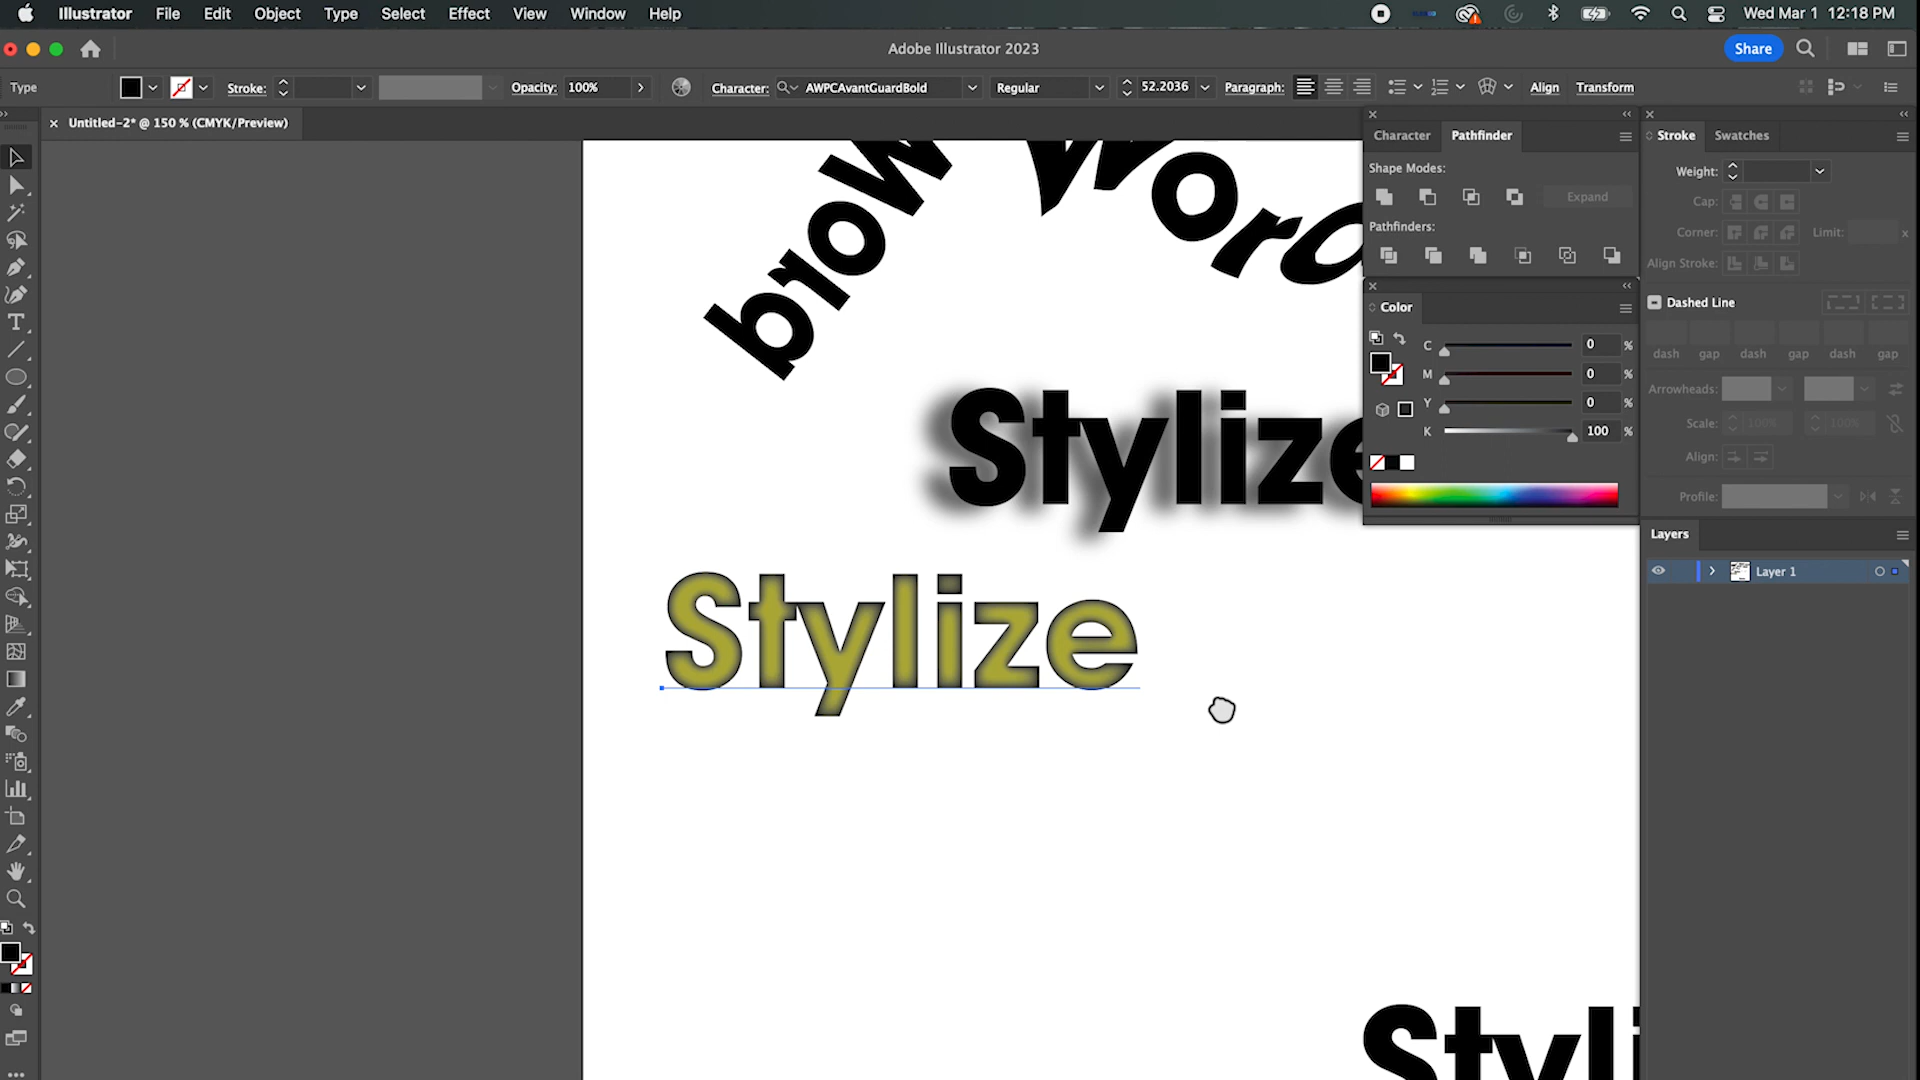 Illustrator File Edit Object Type Select Effect View Window Help Wed Mar 1 12:18 PM
Adobe Illustrator 2023 Share
Type Stroke: Opacity: 100% Character: AWPCAvantGuardBold Regular 52.2036 Paragraph: Align Transform
× Untitled-2* @ 150 % (CMYK/Preview)
Character Pathfinder
Shape Modes:
Expand
Pathfinders:
Color
C 0 %
M 0 %
Y 0 %
K 100 %
Stroke Swatches
Weight:
Cap:
Corner: Limit: x
Align Stroke:
Dashed Line
dash gap dash gap dash gap
Arrowheads:
Scale: 100% 100%
Align:
Profile:
Layers
Layer 1
Word
Word
Stylize
Stylize
Styli